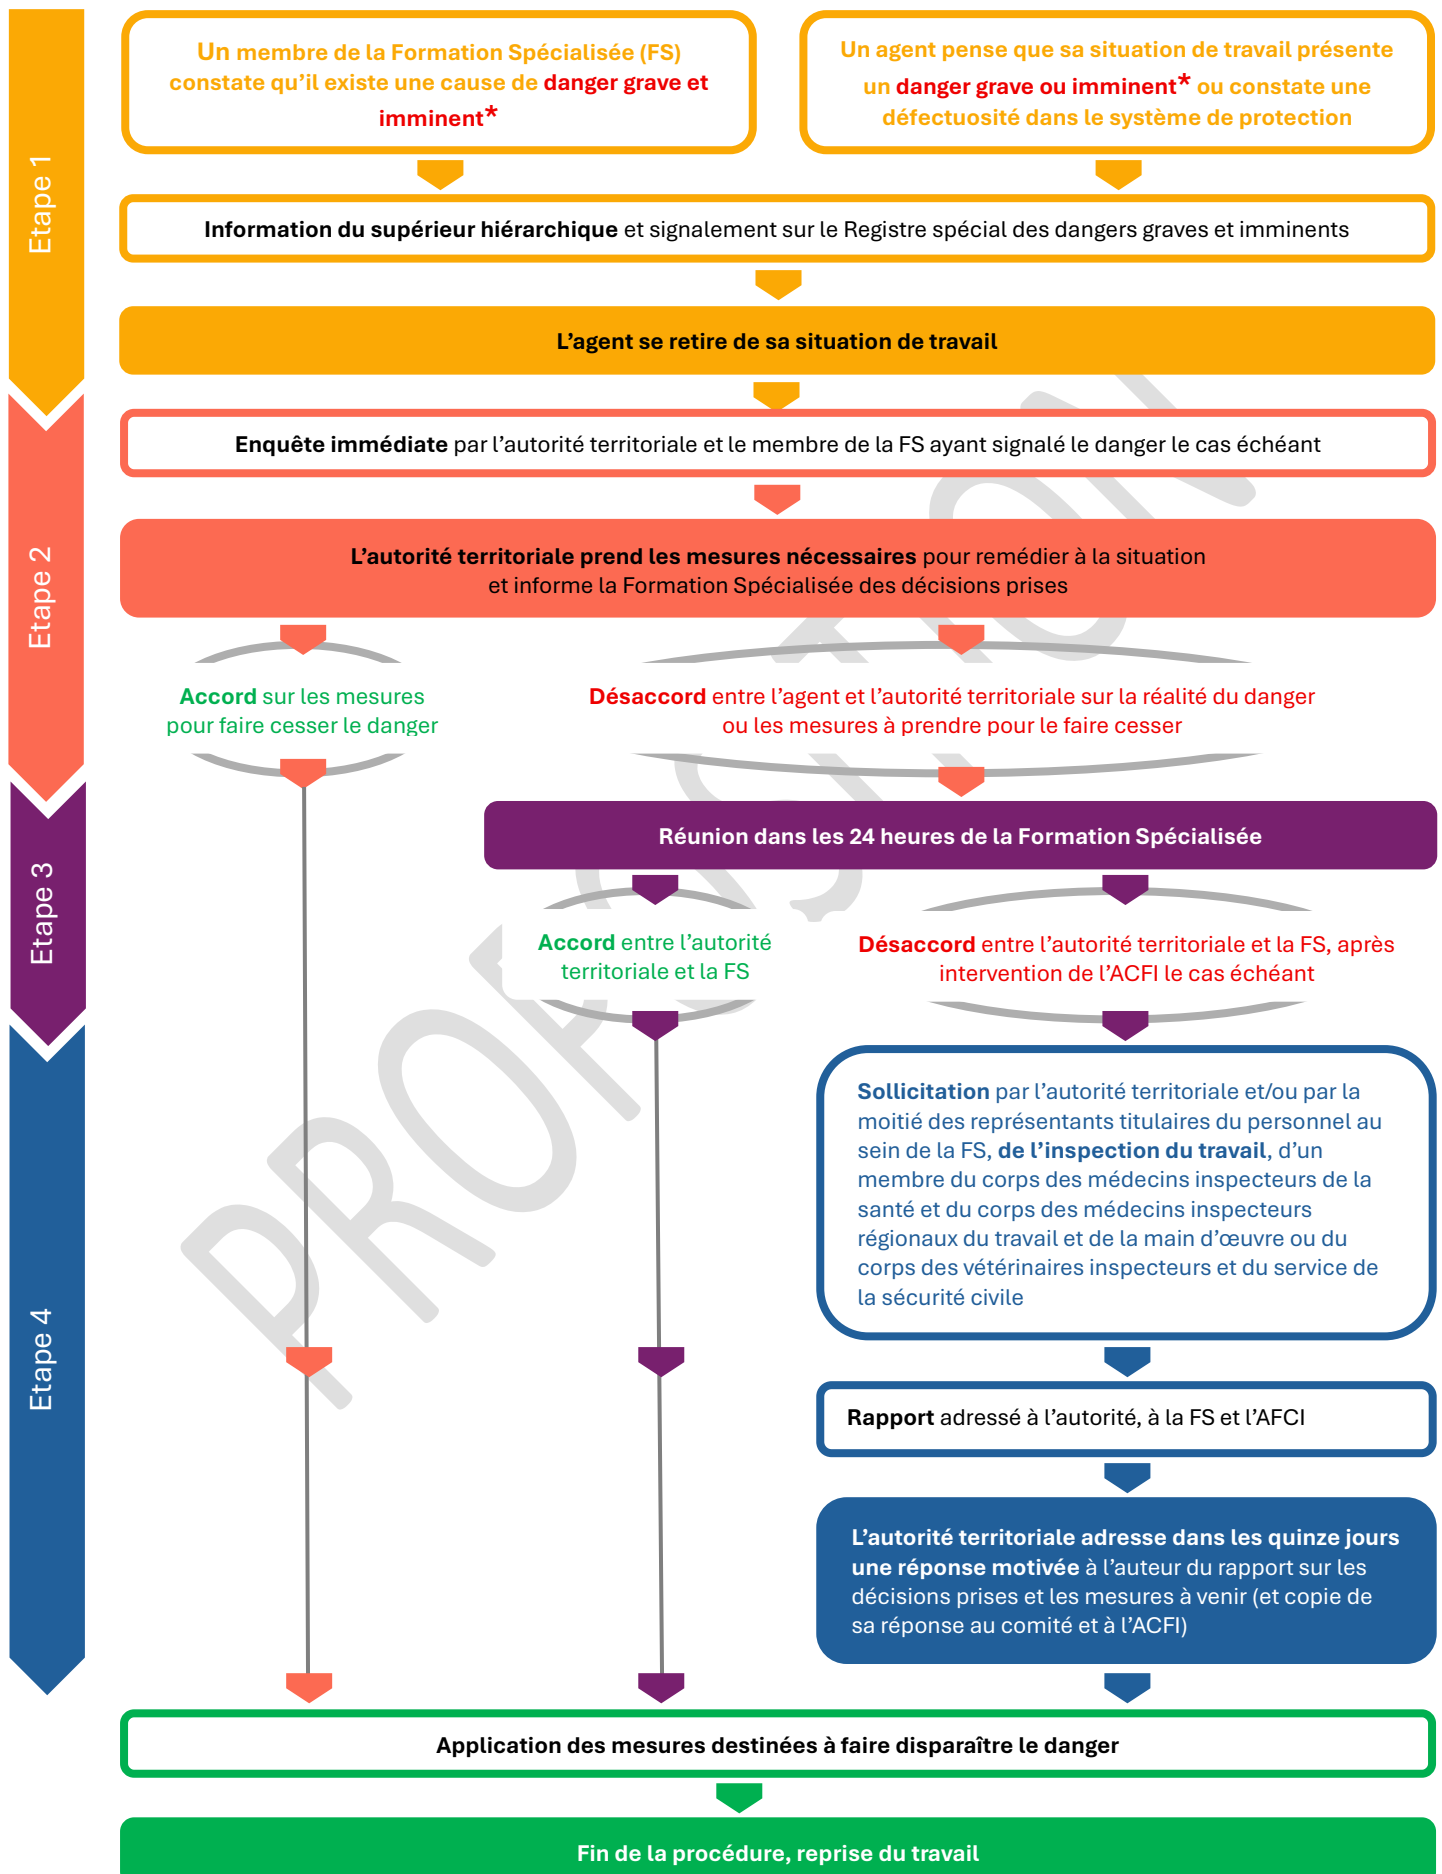 Etape 1
Un membre de la Formation Spécialisée (FS)
constate qu’il existe une cause de danger grave et
imminent*
Un agent pense que sa situation de travail présente
un danger grave ou imminent* ou constate une
défectuosité dans le système de protection
Information du supérieur hiérarchique et signalement sur le Registre spécial des dangers graves et imminents
L’agent se retire de sa situation de travail
Etape 2
Enquête immédiate par l’autorité territoriale et le membre de la FS ayant signalé le danger le cas échéant
L’autorité territoriale prend les mesures nécessaires pour remédier à la situation
et informe la Formation Spécialisée des décisions prises
Accord sur les mesures
pour faire cesser le danger
Désaccord entre l’agent et l’autorité territoriale sur la réalité du danger
ou les mesures à prendre pour le faire cesser
Etape 3
Réunion dans les 24 heures de la Formation Spécialisée
Accord entre l’autorité
territoriale et la FS
Désaccord entre l’autorité territoriale et la FS, après
intervention de l’ACFI le cas échéant
Etape 4
Sollicitation par l’autorité territoriale et/ou par la
moitié des représentants titulaires du personnel au
sein de la FS, de l’inspection du travail, d’un
membre du corps des médecins inspecteurs de la
santé et du corps des médecins inspecteurs
régionaux du travail et de la main d’œuvre ou du
corps des vétérinaires inspecteurs et du service de
la sécurité civile
Rapport adressé à l’autorité, à la FS et l’AFCI
L’autorité territoriale adresse dans les quinze jours
une réponse motivée à l’auteur du rapport sur les
décisions prises et les mesures à venir (et copie de
sa réponse au comité et à l’ACFI)
Application des mesures destinées à faire disparaître le danger
Fin de la procédure, reprise du travail
PROPOSITION